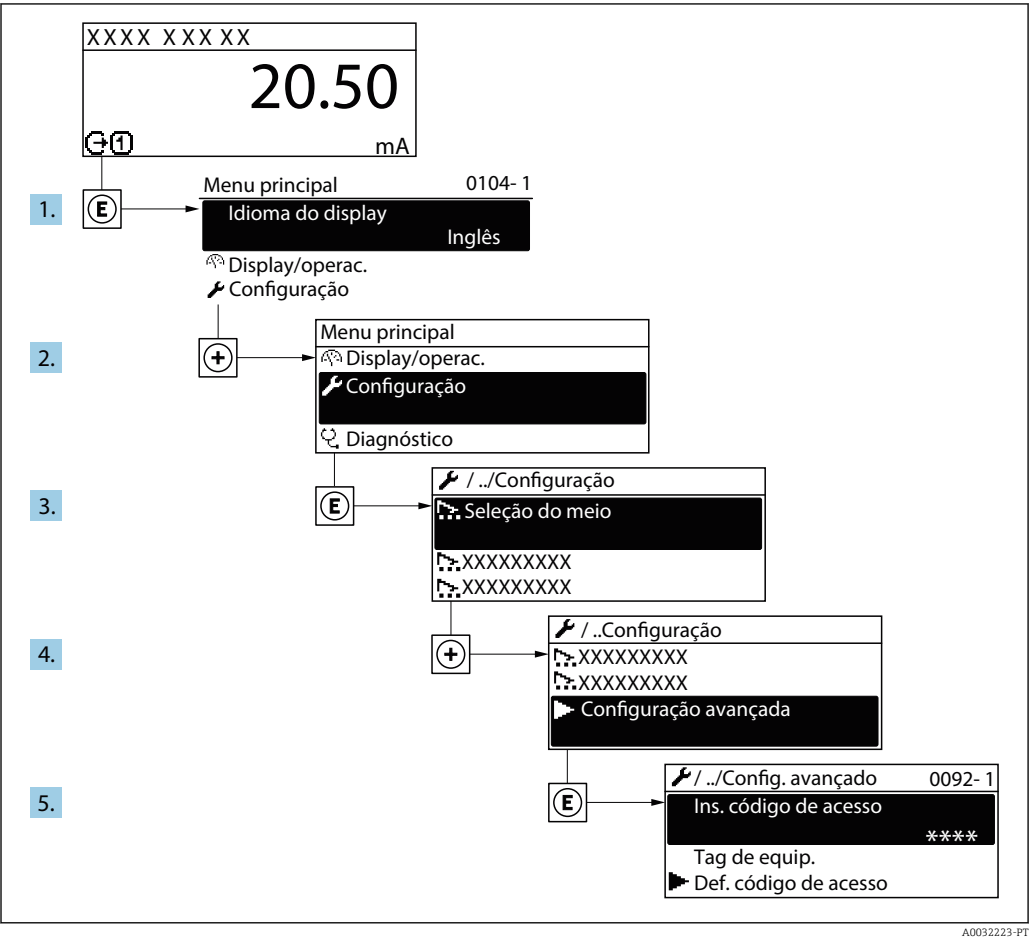 XXXX XXX XX
20.50
1
mA
1.
E
Menu principal 0104-1
Idioma do display
Inglês
Display/operac.
Configuração
2.
+
Menu principal
Display/operac.
Configuração
Diagnóstico
3.
E
/ ../Configuração
Seleção do meio
XXXXXXXXX
XXXXXXXXX
4.
+
/ ..Configuração
XXXXXXXXX
XXXXXXXXX
Configuração avançada
5.
E
/ ../Config. avançado 0092-1
Ins. código de acesso
****
Tag de equip.
Def. código de acesso
A0032223-PT